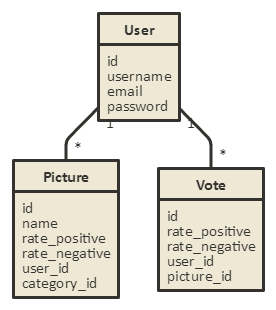 User
id
username
email
password
1
1
*
*
Picture
id
name
rate_positive
rate_negative
user_id
category_id
Vote
id
rate_positive
rate_negative
user_id
picture_id